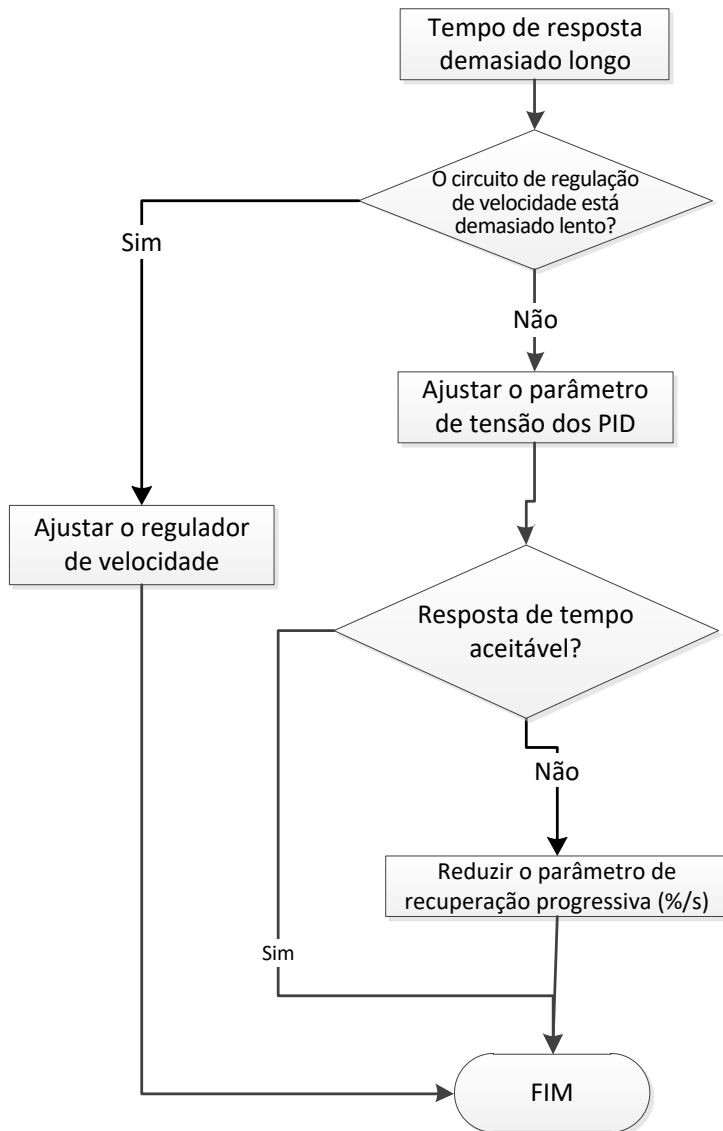 Tempo de resposta
demasiado longo
O circuito de regulação
de velocidade está
demasiado lento?
Sim
Não
Ajustar o parâmetro
de tensão dos PID
Ajustar o regulador
de velocidade
Resposta de tempo
aceitável?
Não
Reduzir o parâmetro de
recuperação progressiva (%/s)
Sim
FIM